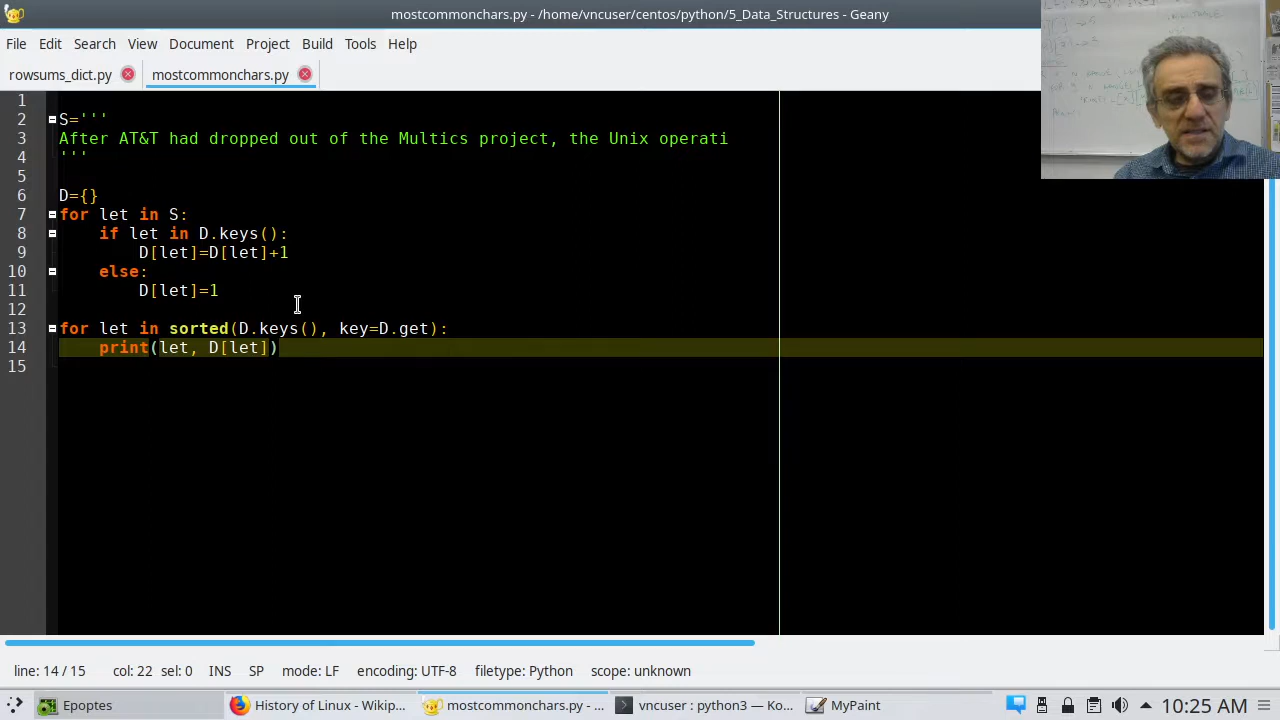 mostcommonchars.py - /home/vncuser/centos/python/5_Data_Structures - Geany
File Edit Search View Document Project Build Tools Help
rowsums_dict.py mostcommonchars.py
1
2 S='''
3 After AT&T had dropped out of the Multics project, the Unix operati
4 '''
5
6 D={}
7 for let in S:
8 if let in D.keys():
9 D[let]=D[let]+1
10 else:
11 D[let]=1
12
13 for let in sorted(D.keys(), key=D.get):
14 print(let, D[let])
15
line: 14 / 15 col: 22 sel: 0 INS SP mode: LF encoding: UTF-8 filetype: Python scope: unknown
Epoptes History of Linux - Wikip... mostcommonchars.py - ... vncuser : python3 — Ko... MyPaint 10:25 AM